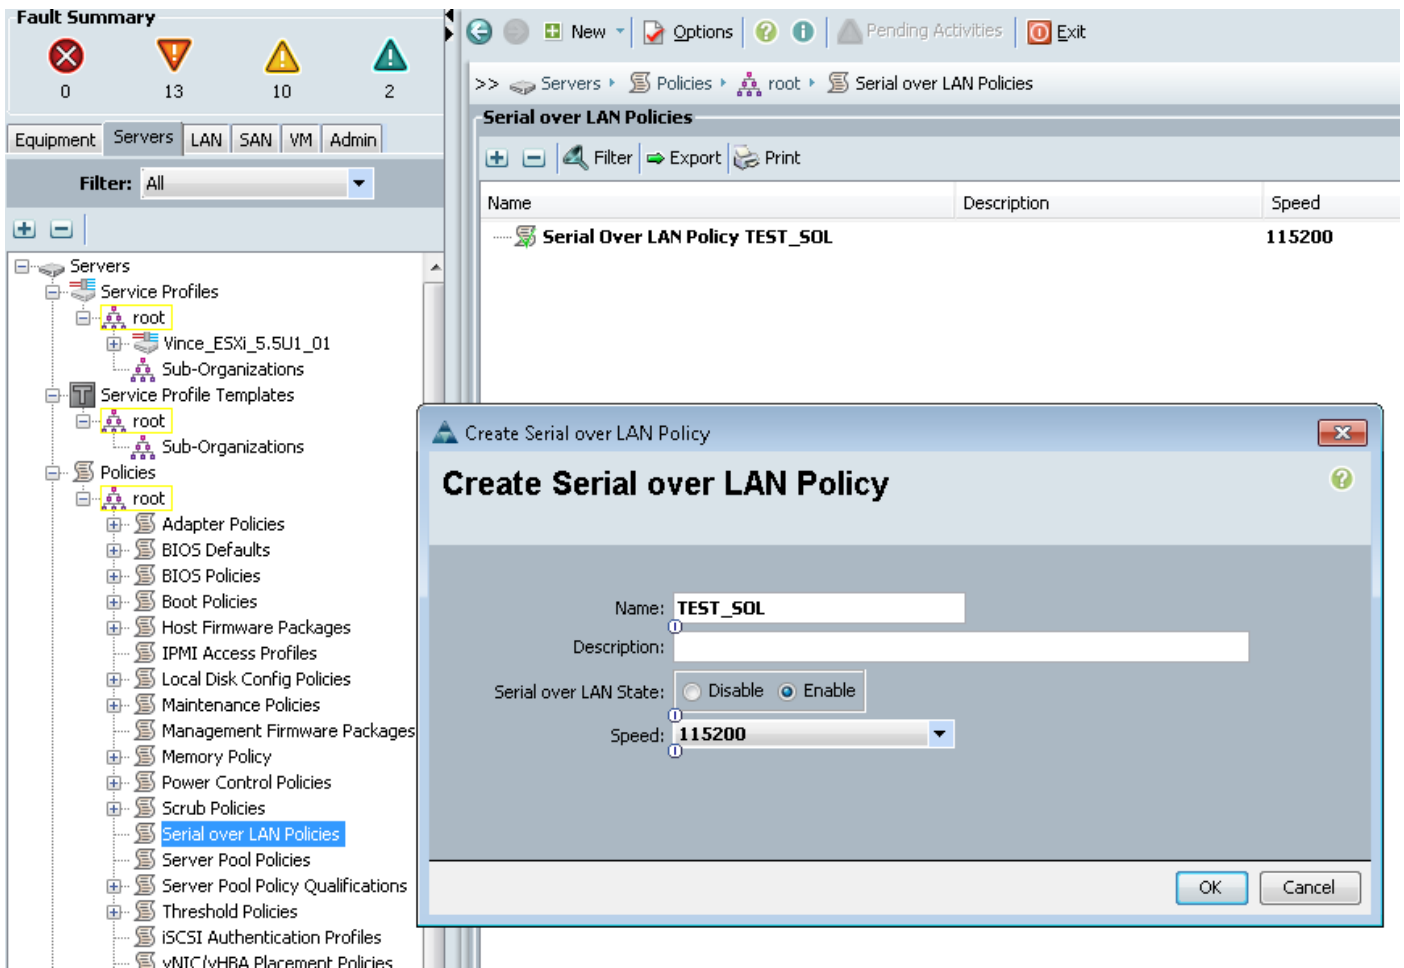 Fault Summary
0 13 10 2
Equipment Servers LAN SAN VM Admin
Filter: All
Servers
Service Profiles
root
Vince_ESXi_5.5U1_01
Sub-Organizations
Service Profile Templates
root
Sub-Organizations
Policies
root
Adapter Policies
BIOS Defaults
BIOS Policies
Boot Policies
Host Firmware Packages
IPMI Access Profiles
Local Disk Config Policies
Maintenance Policies
Management Firmware Packages
Memory Policy
Power Control Policies
Scrub Policies
Serial over LAN Policies
Server Pool Policies
Server Pool Policy Qualifications
Threshold Policies
iSCSI Authentication Profiles
vNIC/vHBA Placement Policies
New Options Pending Activities Exit
>> Servers Policies root Serial over LAN Policies
Serial over LAN Policies
Filter Export Print
Name Description Speed
Serial Over LAN Policy TEST_SOL 115200
Create Serial over LAN Policy
Create Serial over LAN Policy
Name: TEST_SOL
Description:
Serial over LAN State: Disable Enable
Speed: 115200
OK Cancel